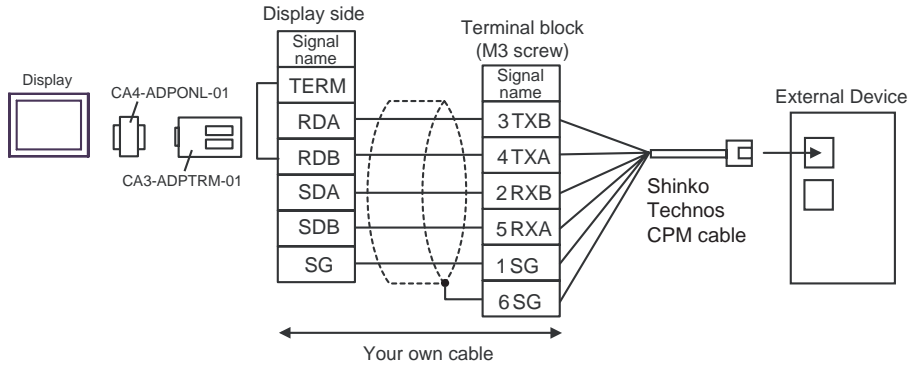 Display
CA4-ADPONL-01
CA3-ADPTRM-01
Display side
Signal
name
TERM
RDA
RDB
SDA
SDB
SG
Terminal block
(M3 screw)
Signal
name
3 TXB
4 TXA
2 RXB
5 RXA
1 SG
6 SG
Your own cable
Shinko
Technos
CPM cable
External Device